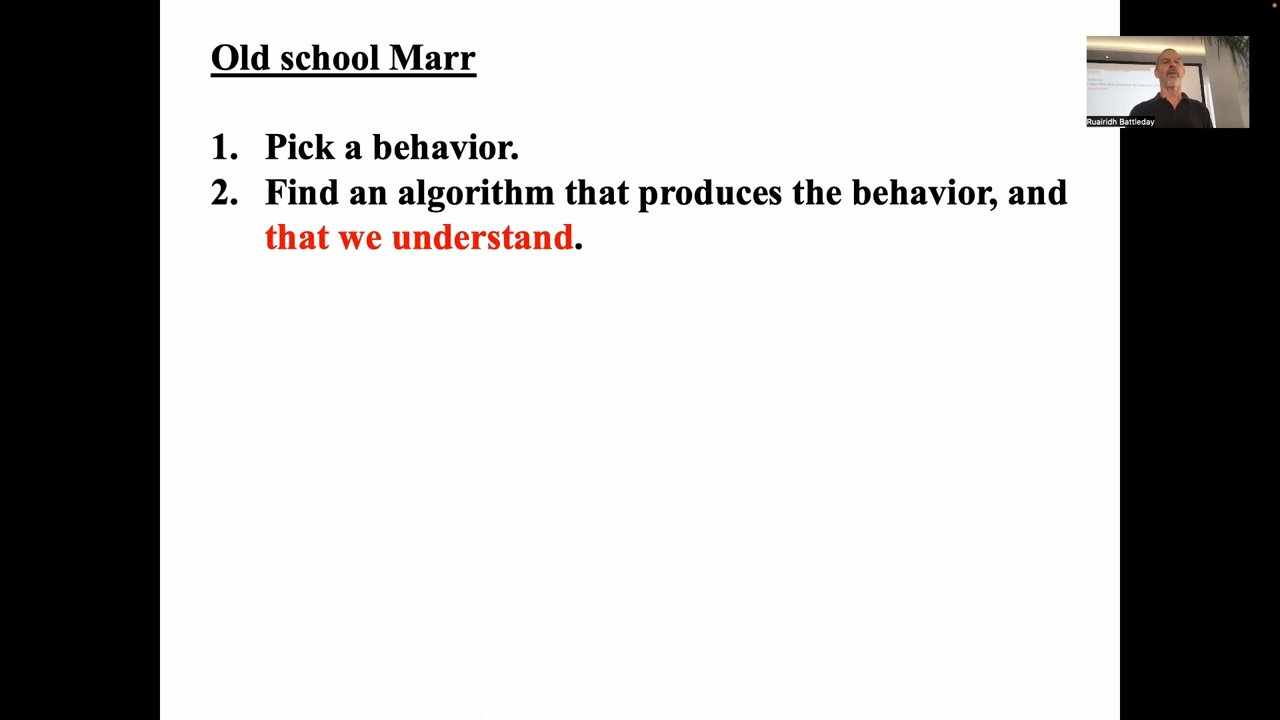 Old school Marr
1. Pick a behavior.
2. Find an algorithm that produces the behavior, and
that we understand.
Ruairidh Battleday